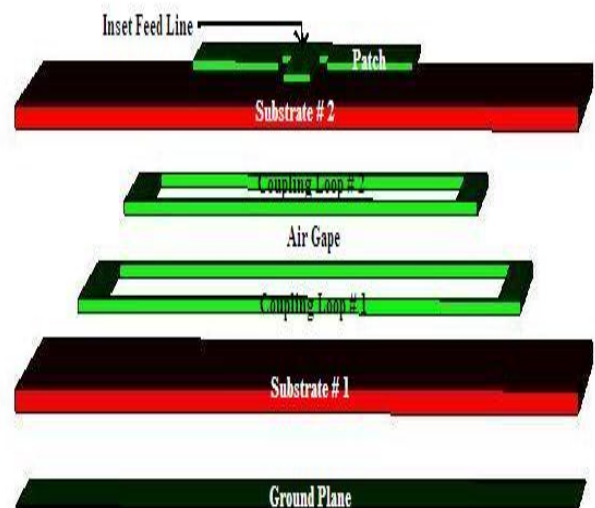 Inset Feed Line
Patch
Substrate # 2
Coupling Loop # 2
Air Gape
Coupling Loop # 1
Substrate # 1
Ground Plane